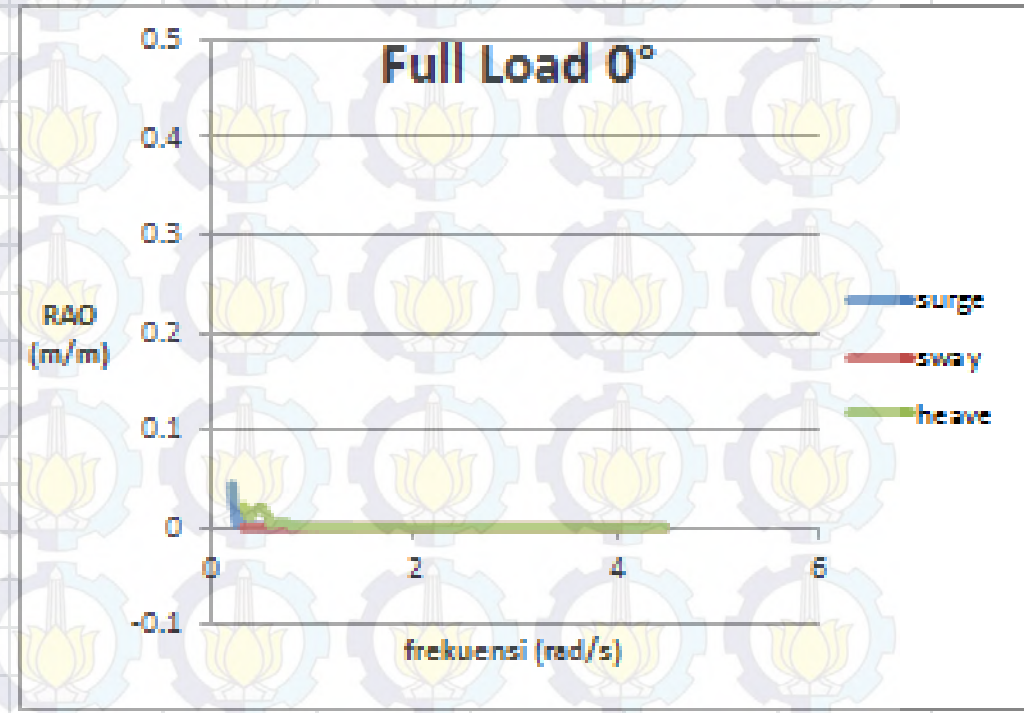 Full Load 0°
0.5
0.4
0.3
0.2
0.1
0
-0.1
RAO
(m/m)
0 2 4 6
frekuensi (rad/s)
surge
sway
heave